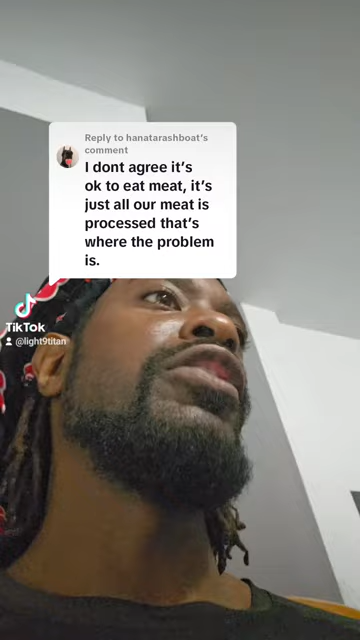 Reply to hanatarashboat's
comment
I dont agree it's
ok to eat meat, it's
just all our meat is
processed that's
where the problem
is.
TikTok
@light9titan